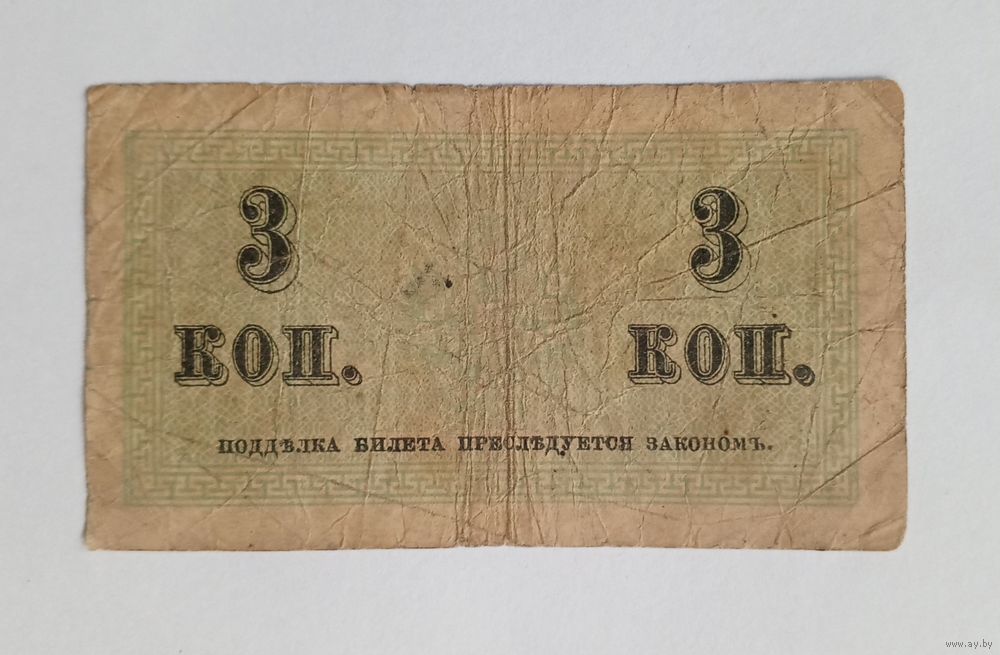 3 3
КОП. КОП.
ПОДДѢЛКА БИЛЕТА ПРЕСЛѢДУЕТСЯ ЗАКОНОМЪ.
www.ay.by